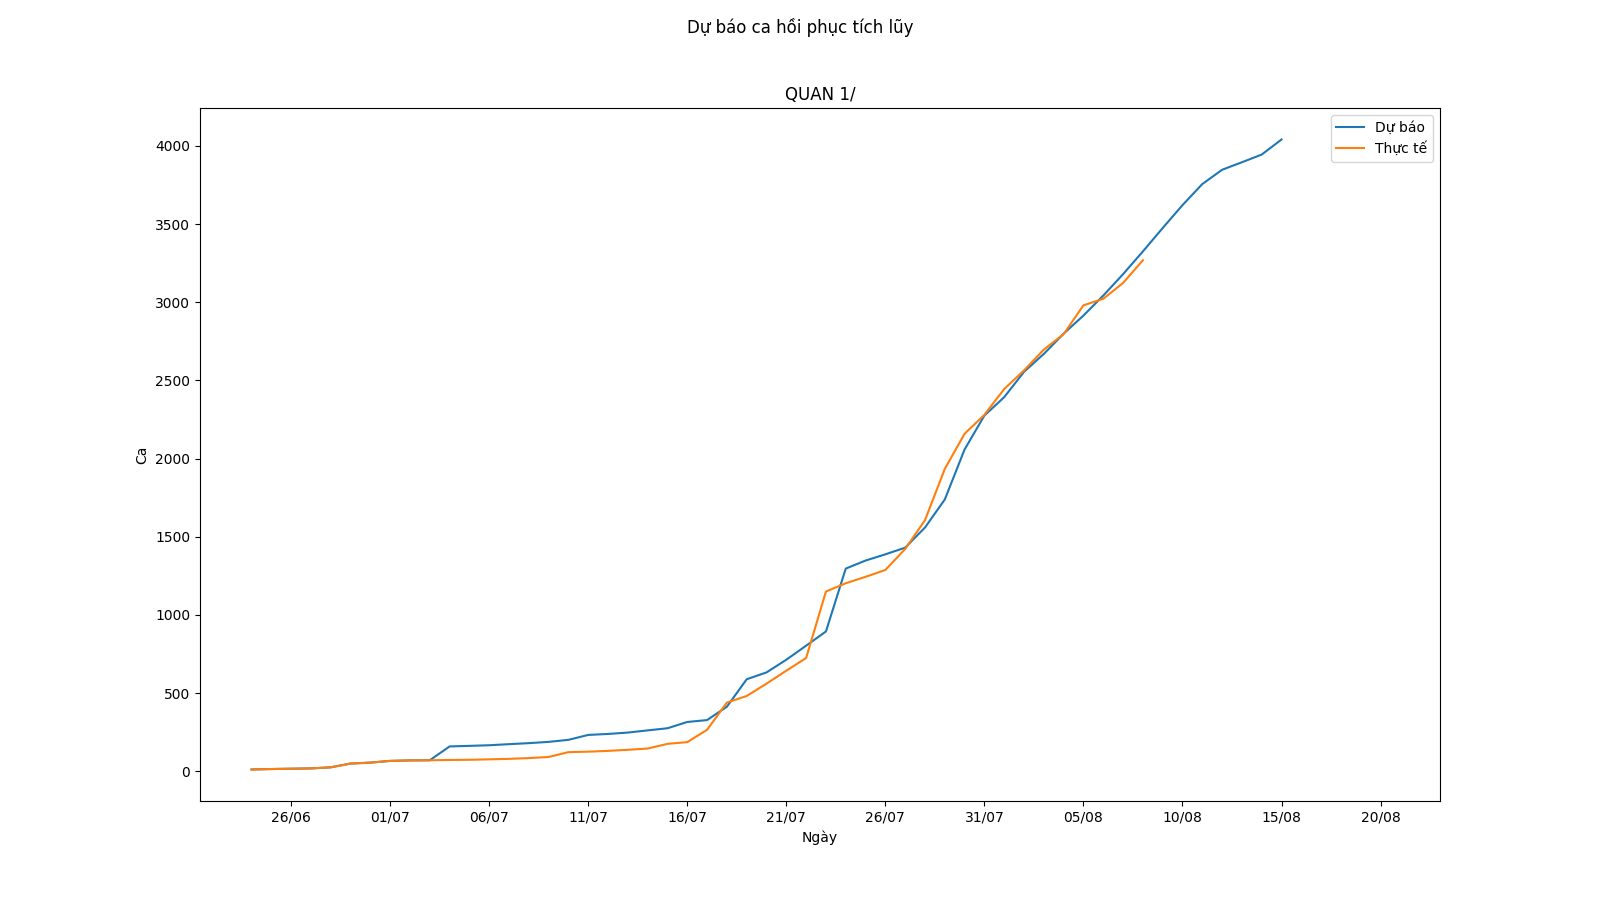 Dự báo ca hồi phục tích lũy
QUAN 1/
Dự báo
Thực tế
4000
3500
3000
2500
2000
1500
1000
500
0
Ca
26/06 01/07 06/07 11/07 16/07 21/07 26/07 31/07 05/08 10/08 15/08 20/08
Ngày